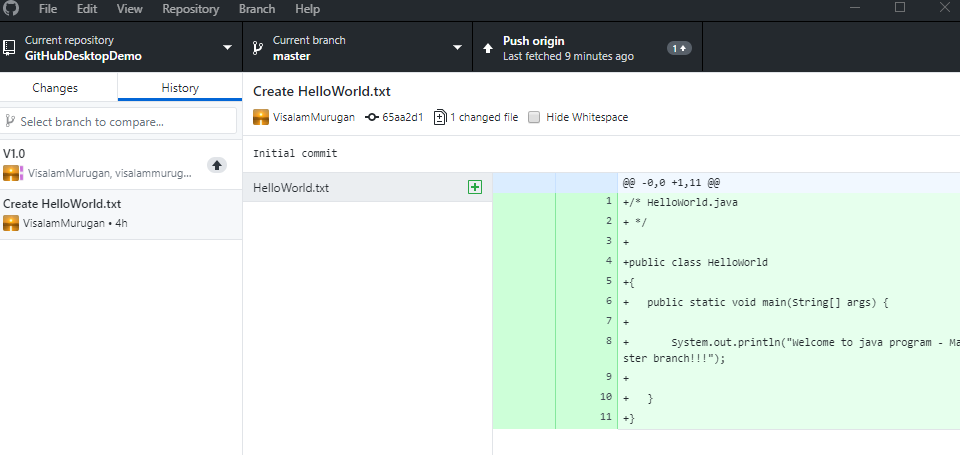 File Edit View Repository Branch Help
Current repository
GitHubDesktopDemo
Current branch
master
Push origin
Last fetched 9 minutes ago
1
Changes History
Select branch to compare...
V1.0
VisalamMurugan, visalammurug...
Create HelloWorld.txt
VisalamMurugan • 4h
Create HelloWorld.txt
VisalamMurugan 65aa2d1 1 changed file Hide Whitespace
Initial commit
HelloWorld.txt
@@ -0,0 +1,11 @@
1 +/* HelloWorld.java
2 + */
3 +
4 +public class HelloWorld
5 +{
6 +   public static void main(String[] args) {
7 +
8 +       System.out.println("Welcome to java program - Ma
ster branch!!!");
9 +
10 +   }
11 +}